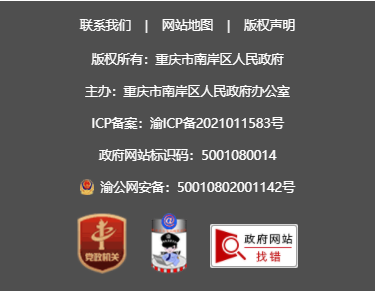 联系我们 | 网站地图 | 版权声明
版权所有：重庆市南岸区人民政府
主办：重庆市南岸区人民政府办公室
ICP备案：渝ICP备2021011583号
政府网站标识码：5001080014
渝公网安备：50010802001142号
党政机关
@
政府网站
找错